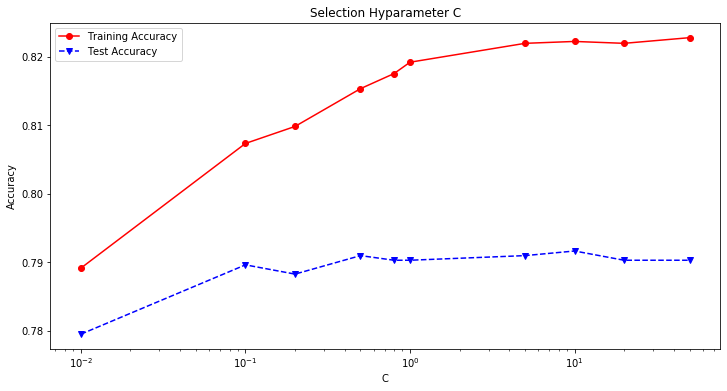 Selection Hyparameter C
Training Accuracy
Test Accuracy
Accuracy
0.82
0.81
0.80
0.79
0.78
10⁻²
10⁻¹
10⁰
10¹
C